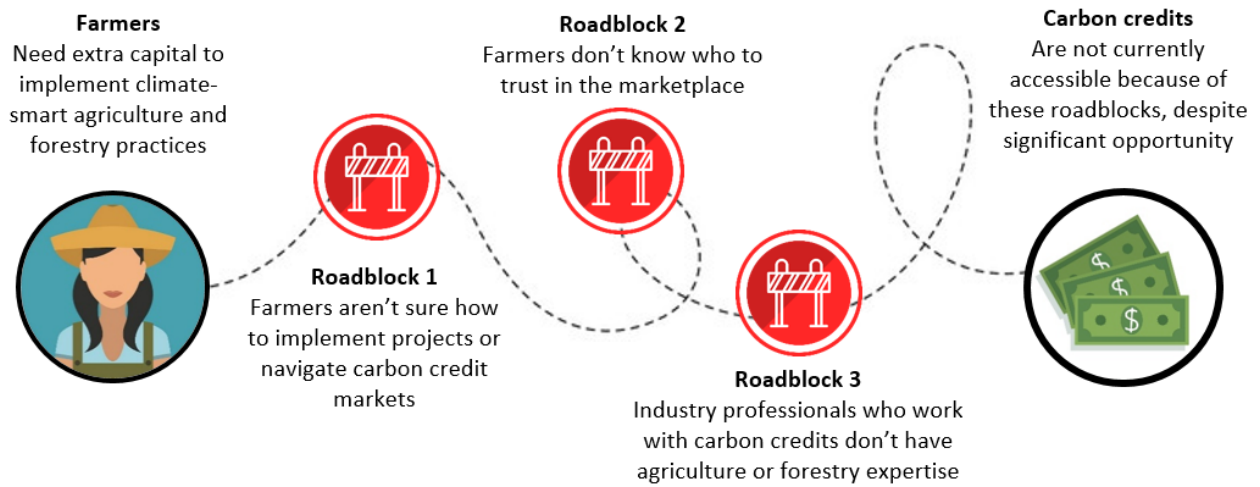 Farmers
Need extra capital to
implement climate-
smart agriculture and
forestry practices
Roadblock 1
Farmers aren’t sure how
to implement projects or
navigate carbon credit
markets
Roadblock 2
Farmers don’t know who to
trust in the marketplace
Roadblock 3
Industry professionals who work
with carbon credits don’t have
agriculture or forestry expertise
Carbon credits
Are not currently
accessible because of
these roadblocks, despite
significant opportunity
$
$
$